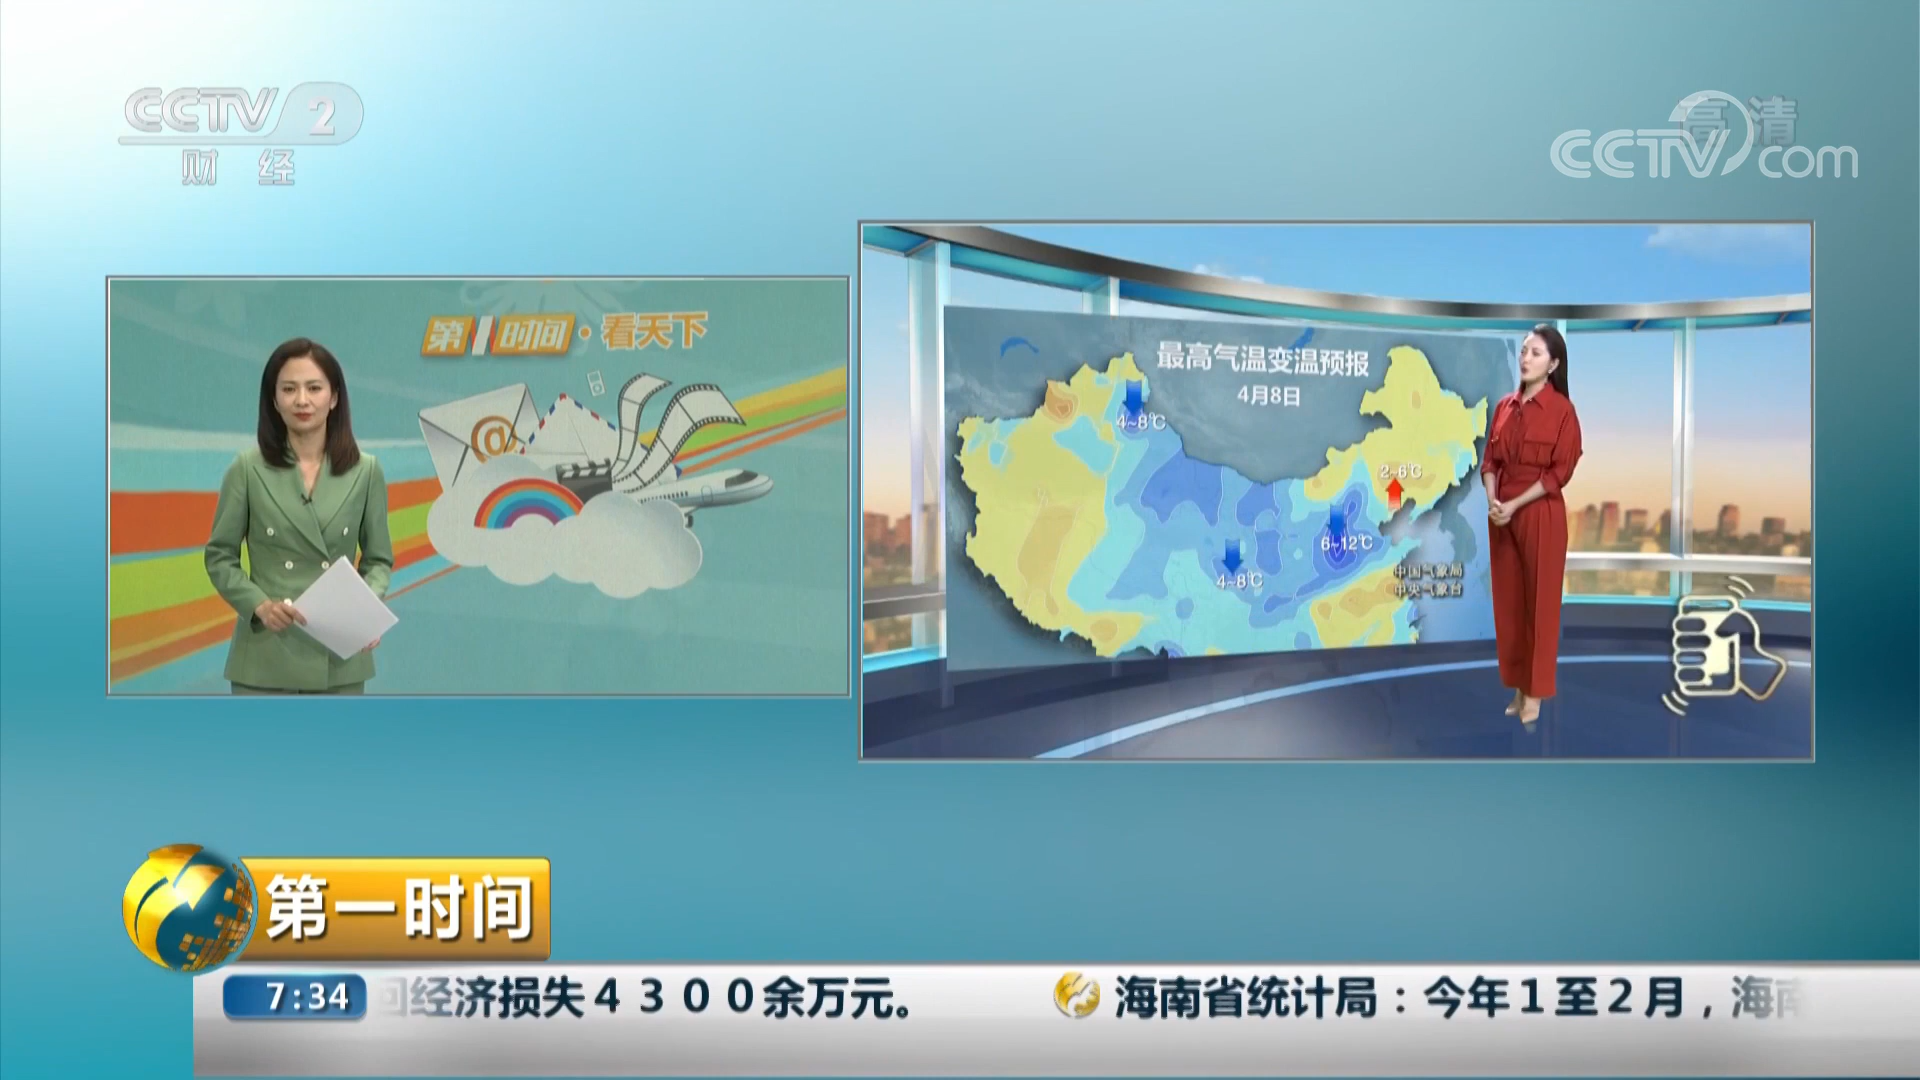 CCTV 2
财 经
高清
CCTV com
第1时间·看天下
@
最高气温变温预报
4月8日
4~8℃
2~6℃
6~12℃
4~8℃
中国气象局
中央气象台
第一时间
7:34
回经济损失4300余万元。
海南省统计局：今年1至2月，海南